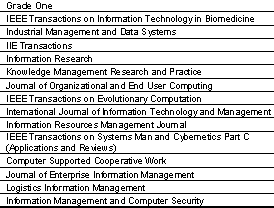 Grade One
IEEE Transactions on Information Technology in Biomedicine
Industrial Management and Data Systems
IIE Transactions
Information Research
Knowledge Management Research and Practice
Journal of Organizational and End User Computing
IEEE Transactions on Evolutionary Computation
International Journal of Information Technology and Management
Information Resources Management Journal
IEEE Transactions on Systems Man and Cybernetics Part C
(Applications and Reviews)
Computer Supported Cooperative Work
Journal of Enterprise Information Management
Logistics Information Management
Information Management and Computer Security